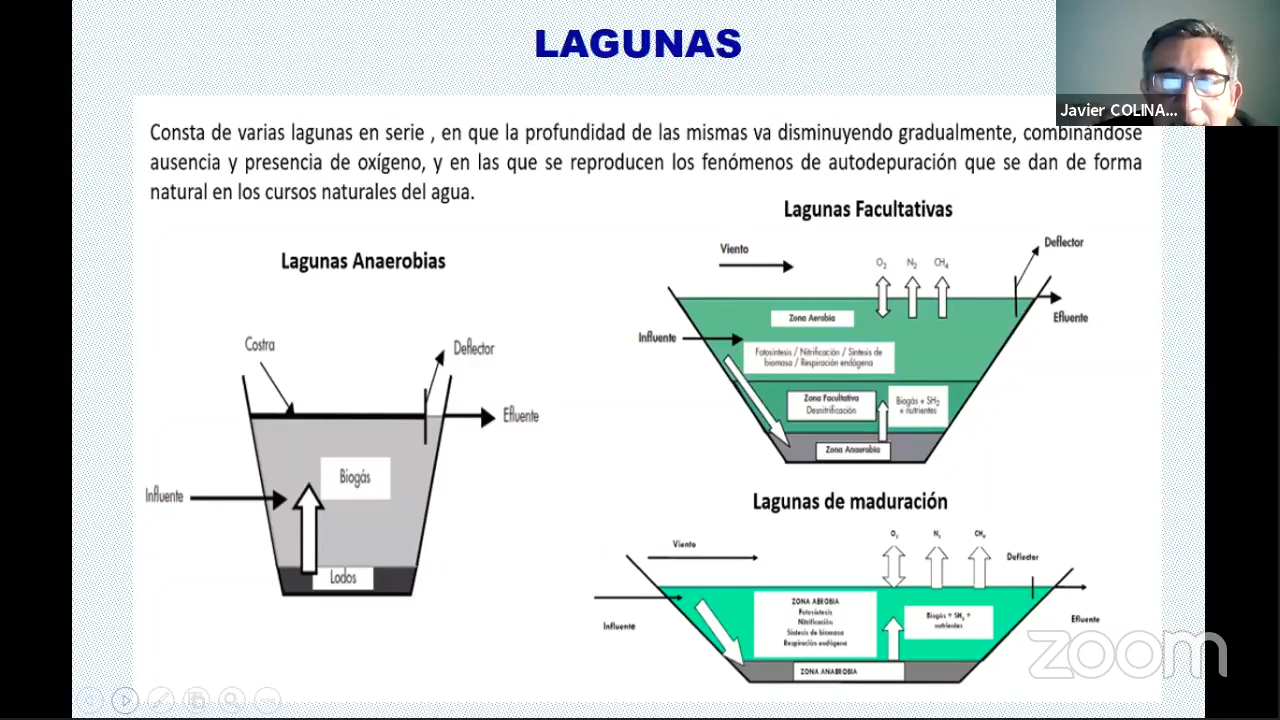 LAGUNAS
Javier COLINA...
Consta de varias lagunas en serie , en que la profundidad de las mismas va disminuyendo gradualmente, combinándose
ausencia y presencia de oxígeno, y en las que se reproducen los fenómenos de autodepuración que se dan de forma
natural en los cursos naturales del agua.
Lagunas Anaerobias
Costra
Deflector
Efluente
Biogás
Influente
Lodos
Lagunas Facultativas
Viento
O2
N2
CH4
Deflector
Efluente
Zona Aerobia
Influente
Fotosíntesis / Nitrificación / Síntesis de
biomasa / Respiración endógena
Zona Facultativa
Desnitrificación
Biogás + SH2
+ nutrientes
Zona Anaerobia
Lagunas de maduración
Viento
O2
N2
CH4
Deflector
ZONA AEROBIA
Fotosíntesis
Nitrificación
Síntesis de biomasa
Respiración endógena
Biogás + SH2 +
nutrientes
Influente
Efluente
ZONA ANAEROBIA
zoom